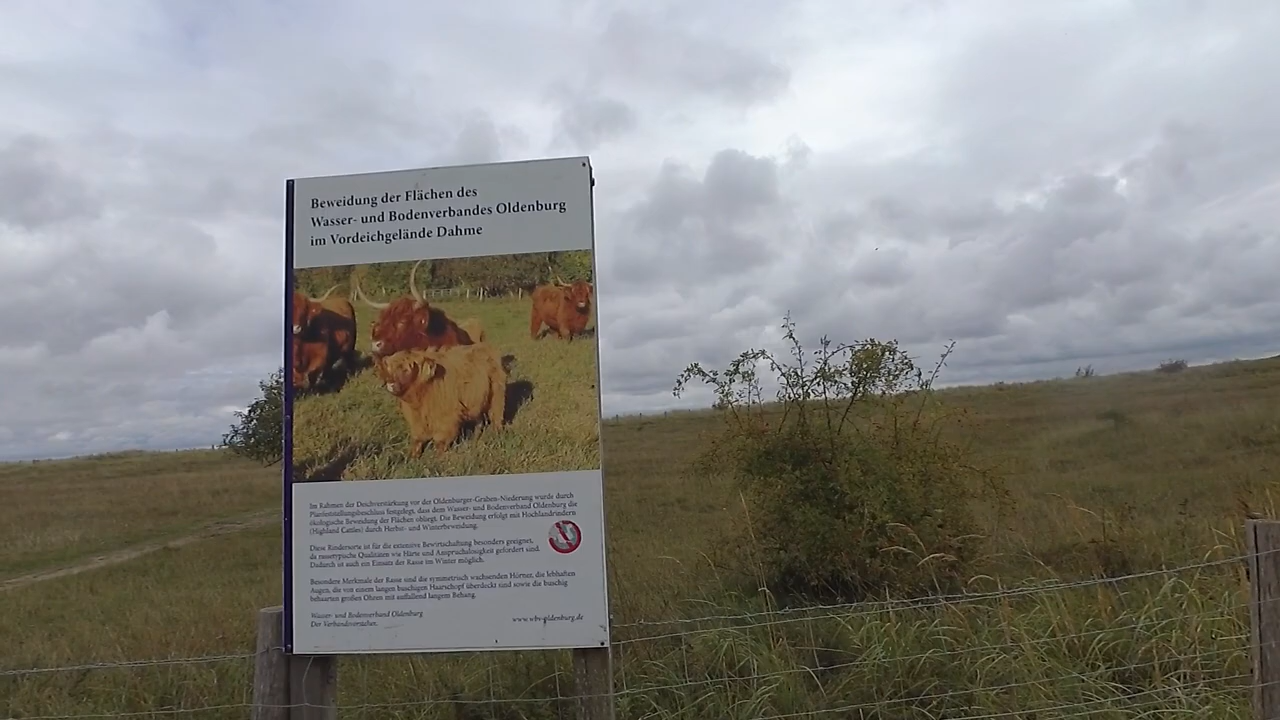 Beweidung der Flächen des
Wasser- und Bodenverbandes Oldenburg
im Vordeichgelände Dahme
Im Rahmen der Deichverstärkung vor der Oldenburger-Graben-Niederung wurde durch
Planfeststellungsbeschluss festgelegt, dass dem Wasser- und Bodenverband Oldenburg die
ökologische Beweidung der Flächen obliegt. Die Beweidung erfolgt mit Hochlandrindern
(Highland Cattles) durch Herbst- und Winterbeweidung.
Diese Rindersorte ist für die extensive Bewirtschaftung besonders geeignet,
da rassetypische Qualitäten wie Härte und Anspruchslosigkeit gefordert sind.
Dadurch ist auch ein Einsatz der Rasse im Winter möglich.
Besondere Merkmale der Rasse sind die symmetrisch wachsenden Hörner, die lebhaften
Augen, die von einem langen buschigen Haarschopf überdeckt sind sowie die buschig
behaarten großen Ohren mit auffallend langem Behang.
Wasser- und Bodenverband Oldenburg
Der Verbandsvorsteher.
www.wbv-oldenburg.de